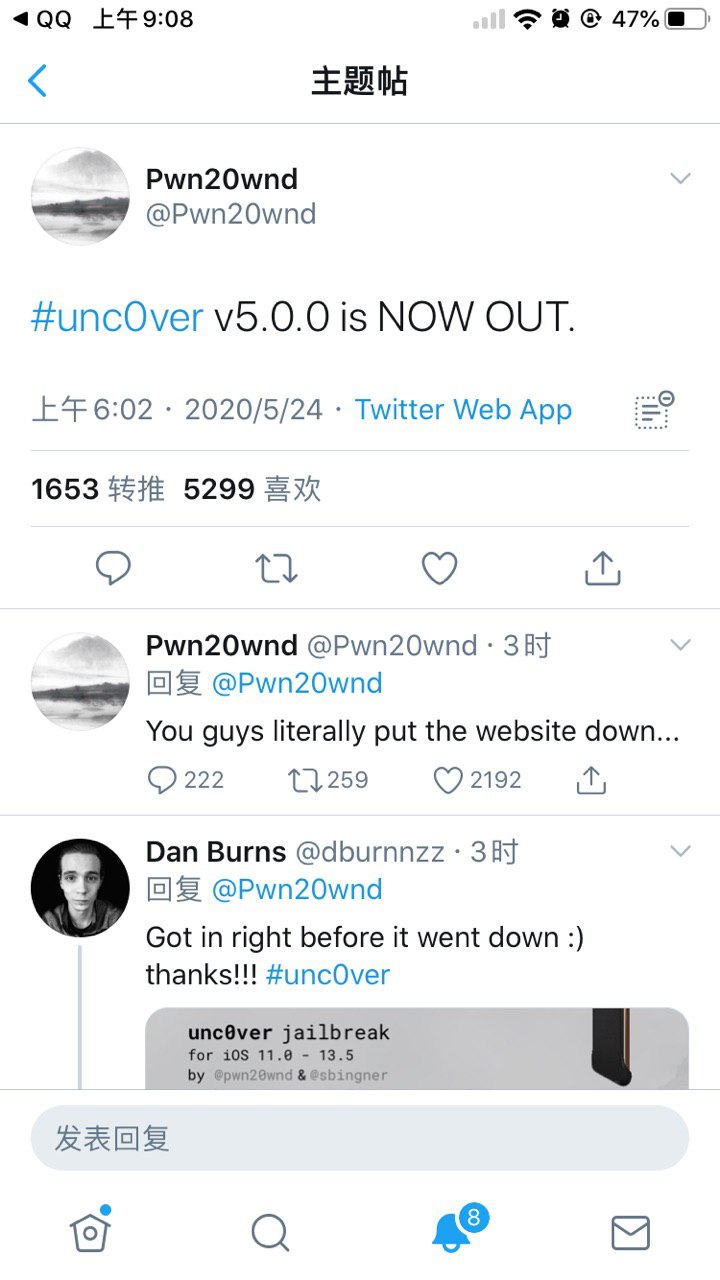 QQ 上午9:08 47%
主题帖
Pwn20wnd
@Pwn20wnd
#unc0ver v5.0.0 is NOW OUT.
上午6:02 · 2020/5/24 · Twitter Web App
1653 转推 5299 喜欢
Pwn20wnd @Pwn20wnd · 3时
回复 @Pwn20wnd
You guys literally put the website down...
222 259 2192
Dan Burns @dburnnzz · 3时
回复 @Pwn20wnd
Got in right before it went down :)
thanks!!! #unc0ver
unc0ver jailbreak
for iOS 11.0 - 13.5
by @pwn20wnd & @sbingner
发表回复
8